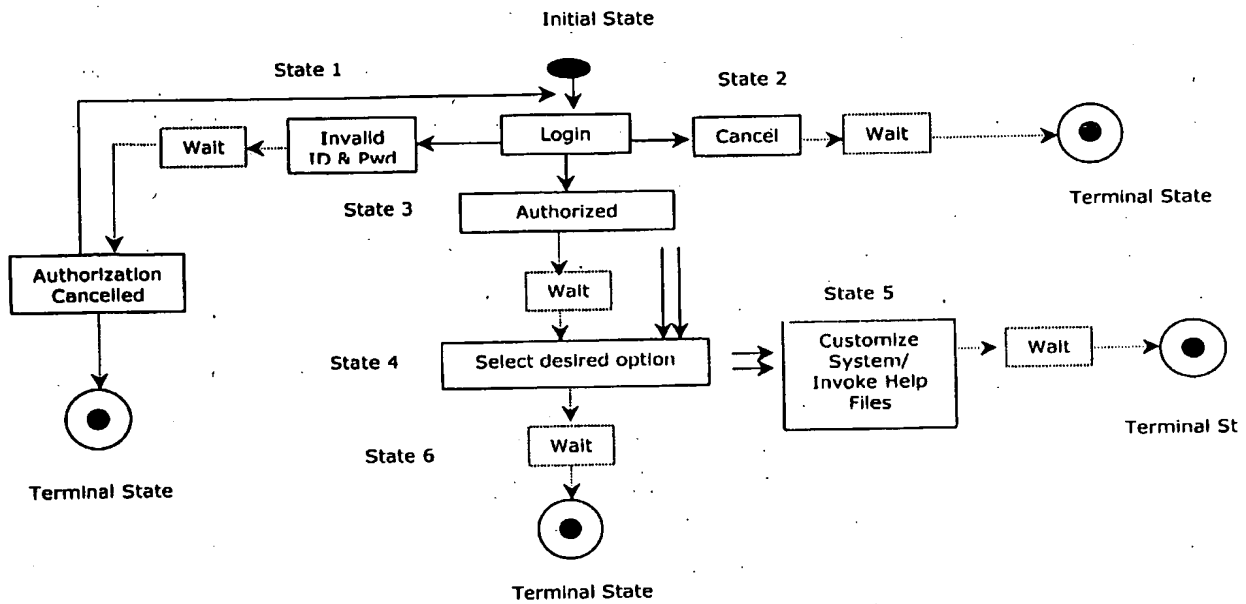 Initial State
State 1
State 2
Wait
Invalid
ID & Pwd
Login
Cancel
Wait
Terminal State
State 3
Authorized
Authorization
Cancelled
Wait
State 5
State 4
Select desired option
Customize
System/
Invoke Help
Files
Wait
Terminal St
State 6
Wait
Terminal State
Terminal State